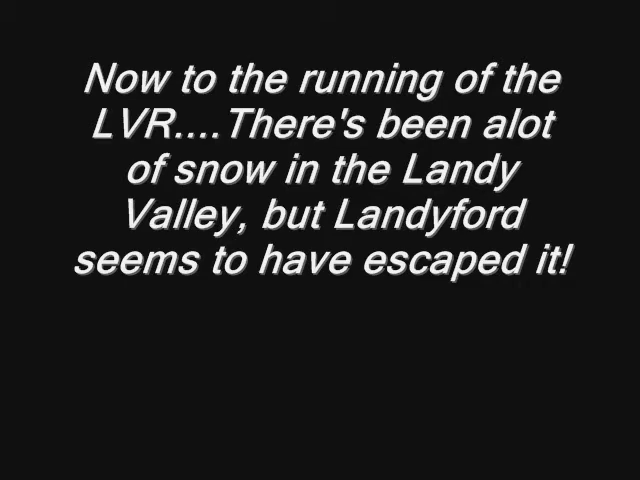 Now to the running of the
LVR....There's been alot
of snow in the Landy
Valley, but Landyford
seems to have escaped it!